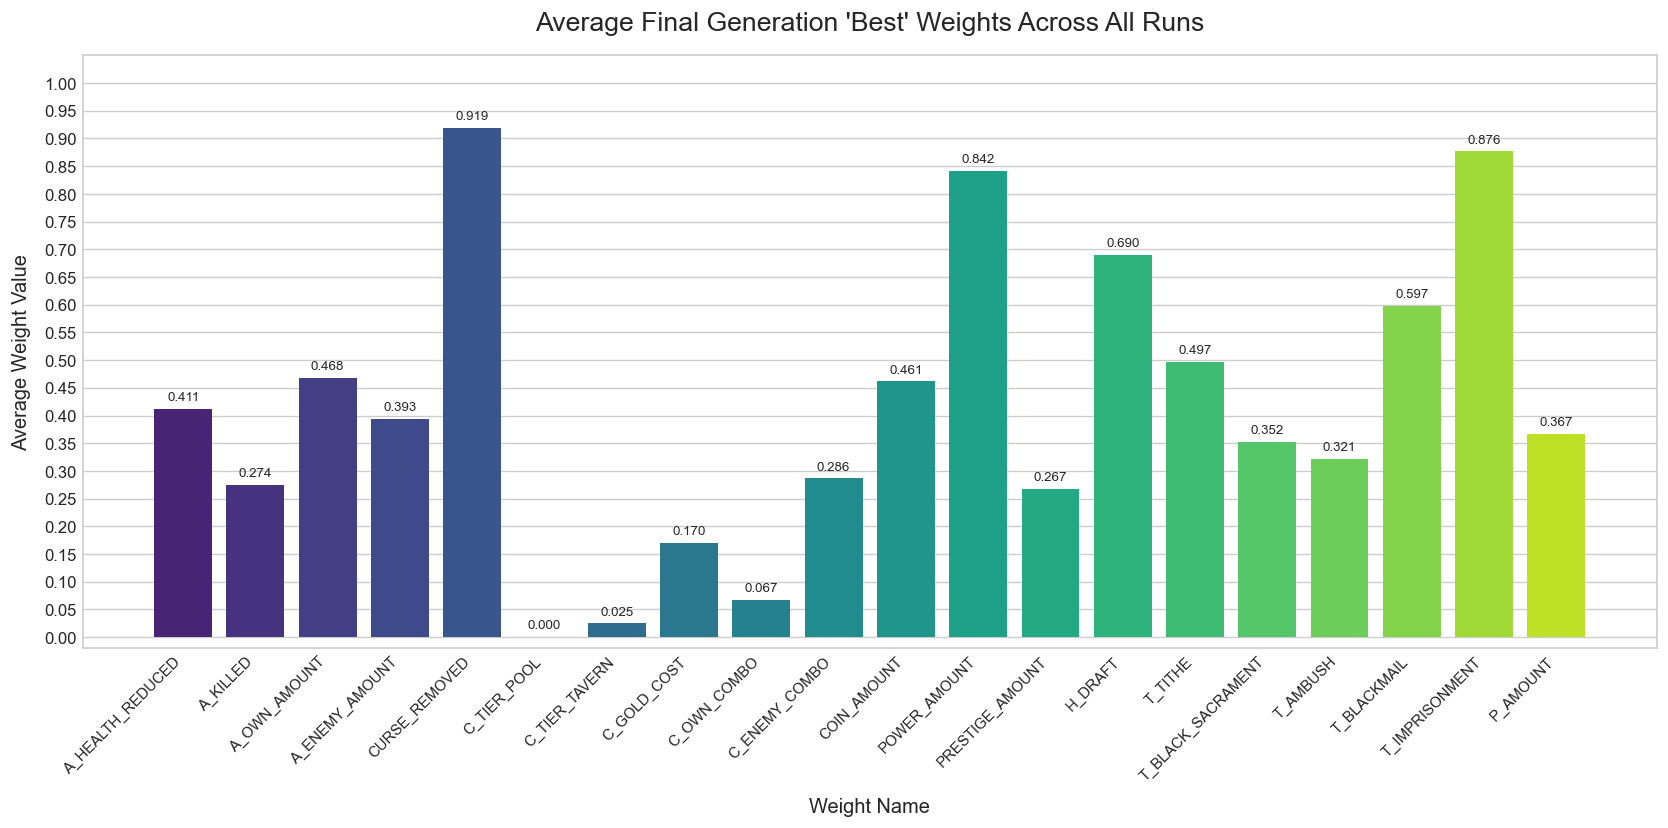 Average Final Generation 'Best' Weights Across All Runs
Average Weight Value
1.00
0.95
0.90
0.85
0.80
0.75
0.70
0.65
0.60
0.55
0.50
0.45
0.40
0.35
0.30
0.25
0.20
0.15
0.10
0.05
0.00
0.411
0.274
0.468
0.393
0.919
0.000
0.025
0.170
0.067
0.286
0.461
0.842
0.267
0.690
0.497
0.352
0.321
0.597
0.876
0.367
A_HEALTH_REDUCED
A_KILLED
A_OWN_AMOUNT
A_ENEMY_AMOUNT
CURSE_REMOVED
C_TIER_POOL
C_TIER_TAVERN
C_GOLD_COST
C_OWN_COMBO
C_ENEMY_COMBO
COIN_AMOUNT
POWER_AMOUNT
PRESTIGE_AMOUNT
H_DRAFT
T_TITHE
T_BLACK_SACRAMENT
T_AMBUSH
T_BLACKMAIL
T_IMPRISONMENT
P_AMOUNT
Weight Name